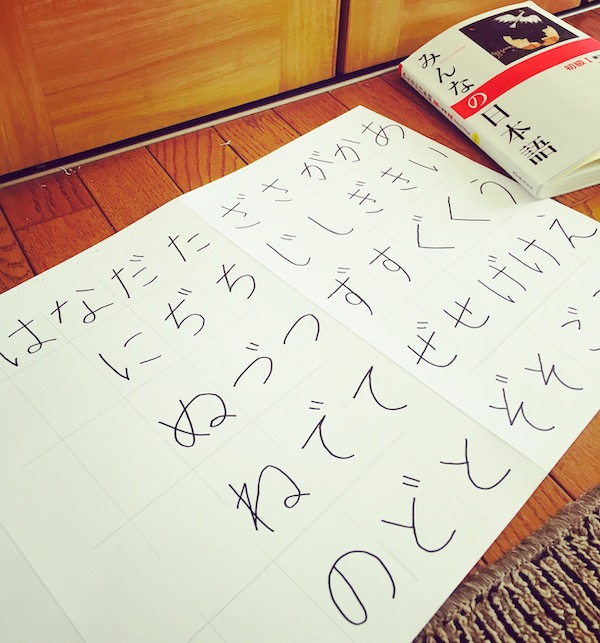 あいうえ
かきくけ
がぎぐげご
さしすせそ
ざじずぜぞ
たちつてと
だぢづでど
なにぬねの
は
みんなの
日本語
初級I